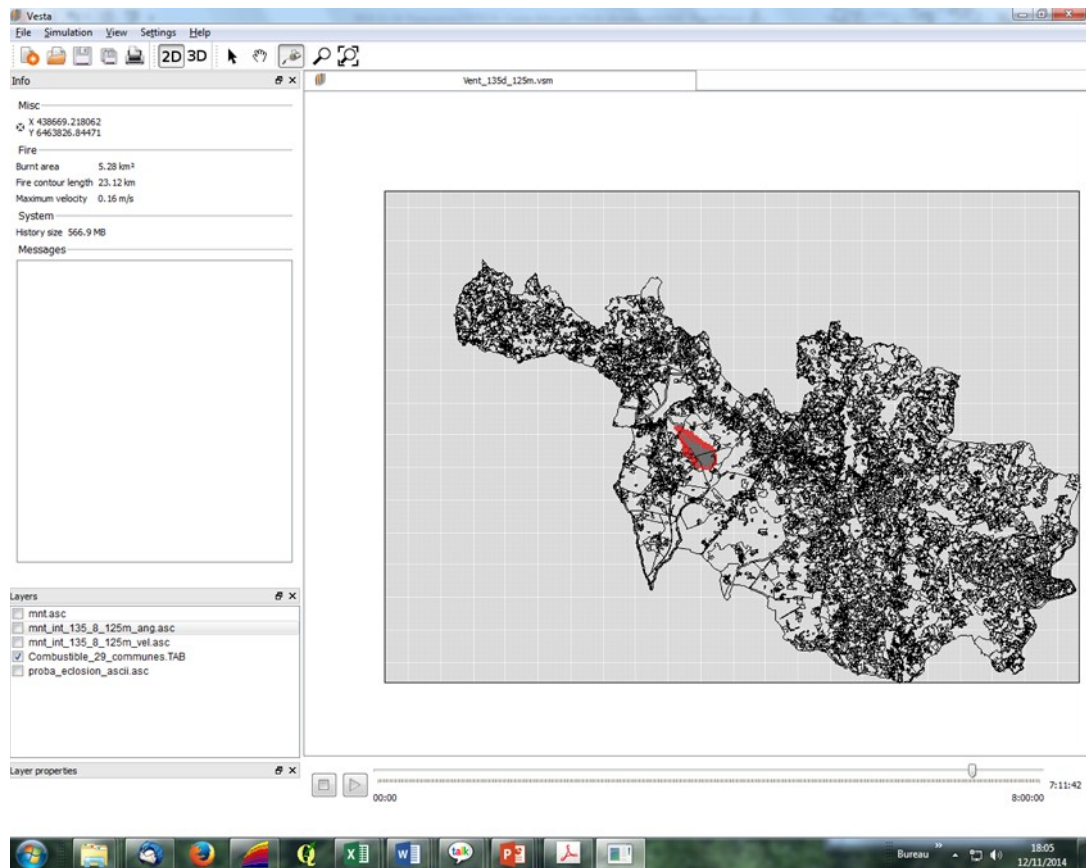 Vesta
File Simulation View Settings Help
2D 3D
Info
Vent_135d_125m.vsm
Misc
X 438669.218062
Y 6463826.84471
Fire
Burnt area 5.28 km²
Fire contour length 23.12 km
Maximum velocity 0.16 m/s
System
History size 566.9 MB
Messages
Layers
mnt.asc
mnt_int_135_8_125m_ang.asc
mnt_int_135_8_125m_vel.asc
Combustible_29_communes.TAB
proba_eclosion_ascii.asc
Layer properties
7:11:42
00:00 8:00:00
talk
Bureau
18:05
12/11/2014